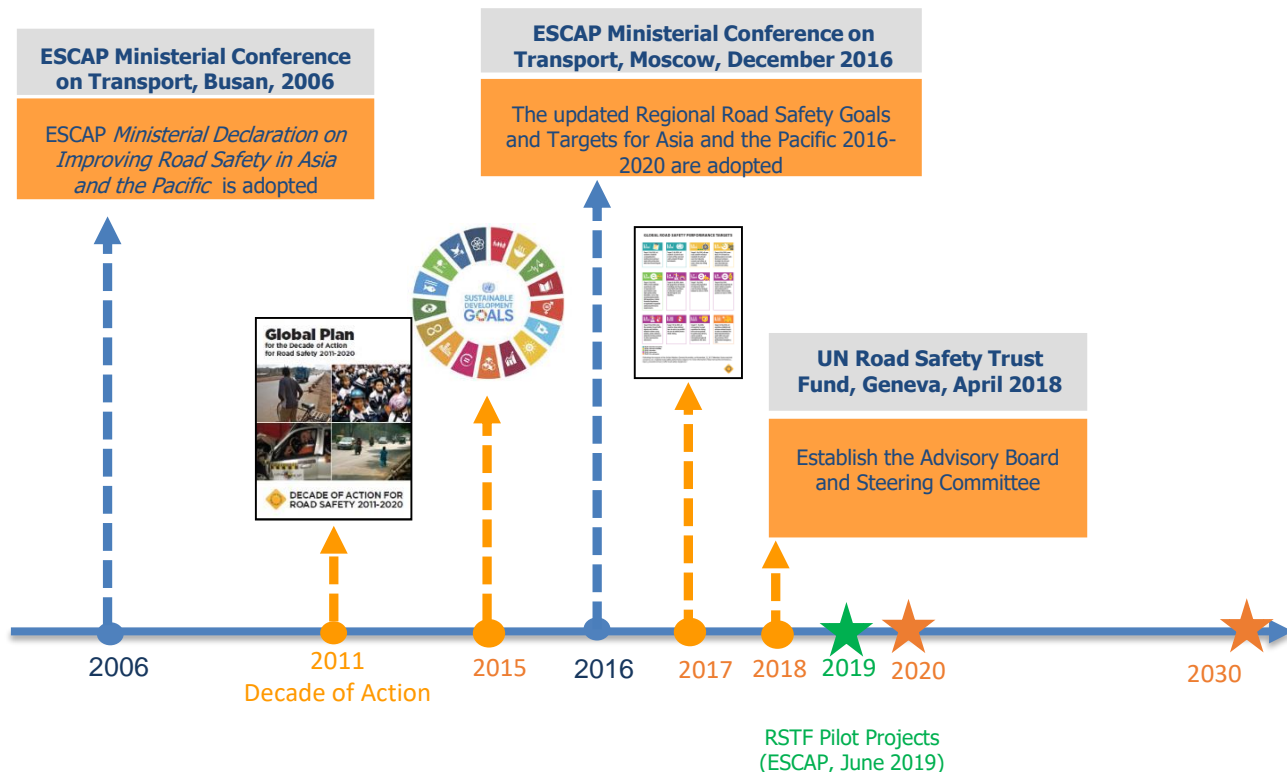 ESCAP Ministerial Conference
on Transport, Busan, 2006
ESCAP Ministerial Declaration on
Improving Road Safety in Asia
and the Pacific is adopted
ESCAP Ministerial Conference on
Transport, Moscow, December 2016
The updated Regional Road Safety Goals
and Targets for Asia and the Pacific 2016-
2020 are adopted
SUSTAINABLE
DEVELOPMENT
GOALS
GLOBAL ROAD SAFETY PERFORMANCE TARGETS
Global Plan
for the Decade of Action
for Road Safety 2011-2020
DECADE OF ACTION FOR
ROAD SAFETY 2011-2020
UN Road Safety Trust
Fund, Geneva, April 2018
Establish the Advisory Board
and Steering Committee
2006
2011
Decade of Action
2015
2016
2017
2018
2019
2020
2030
RSTF Pilot Projects
(ESCAP, June 2019)